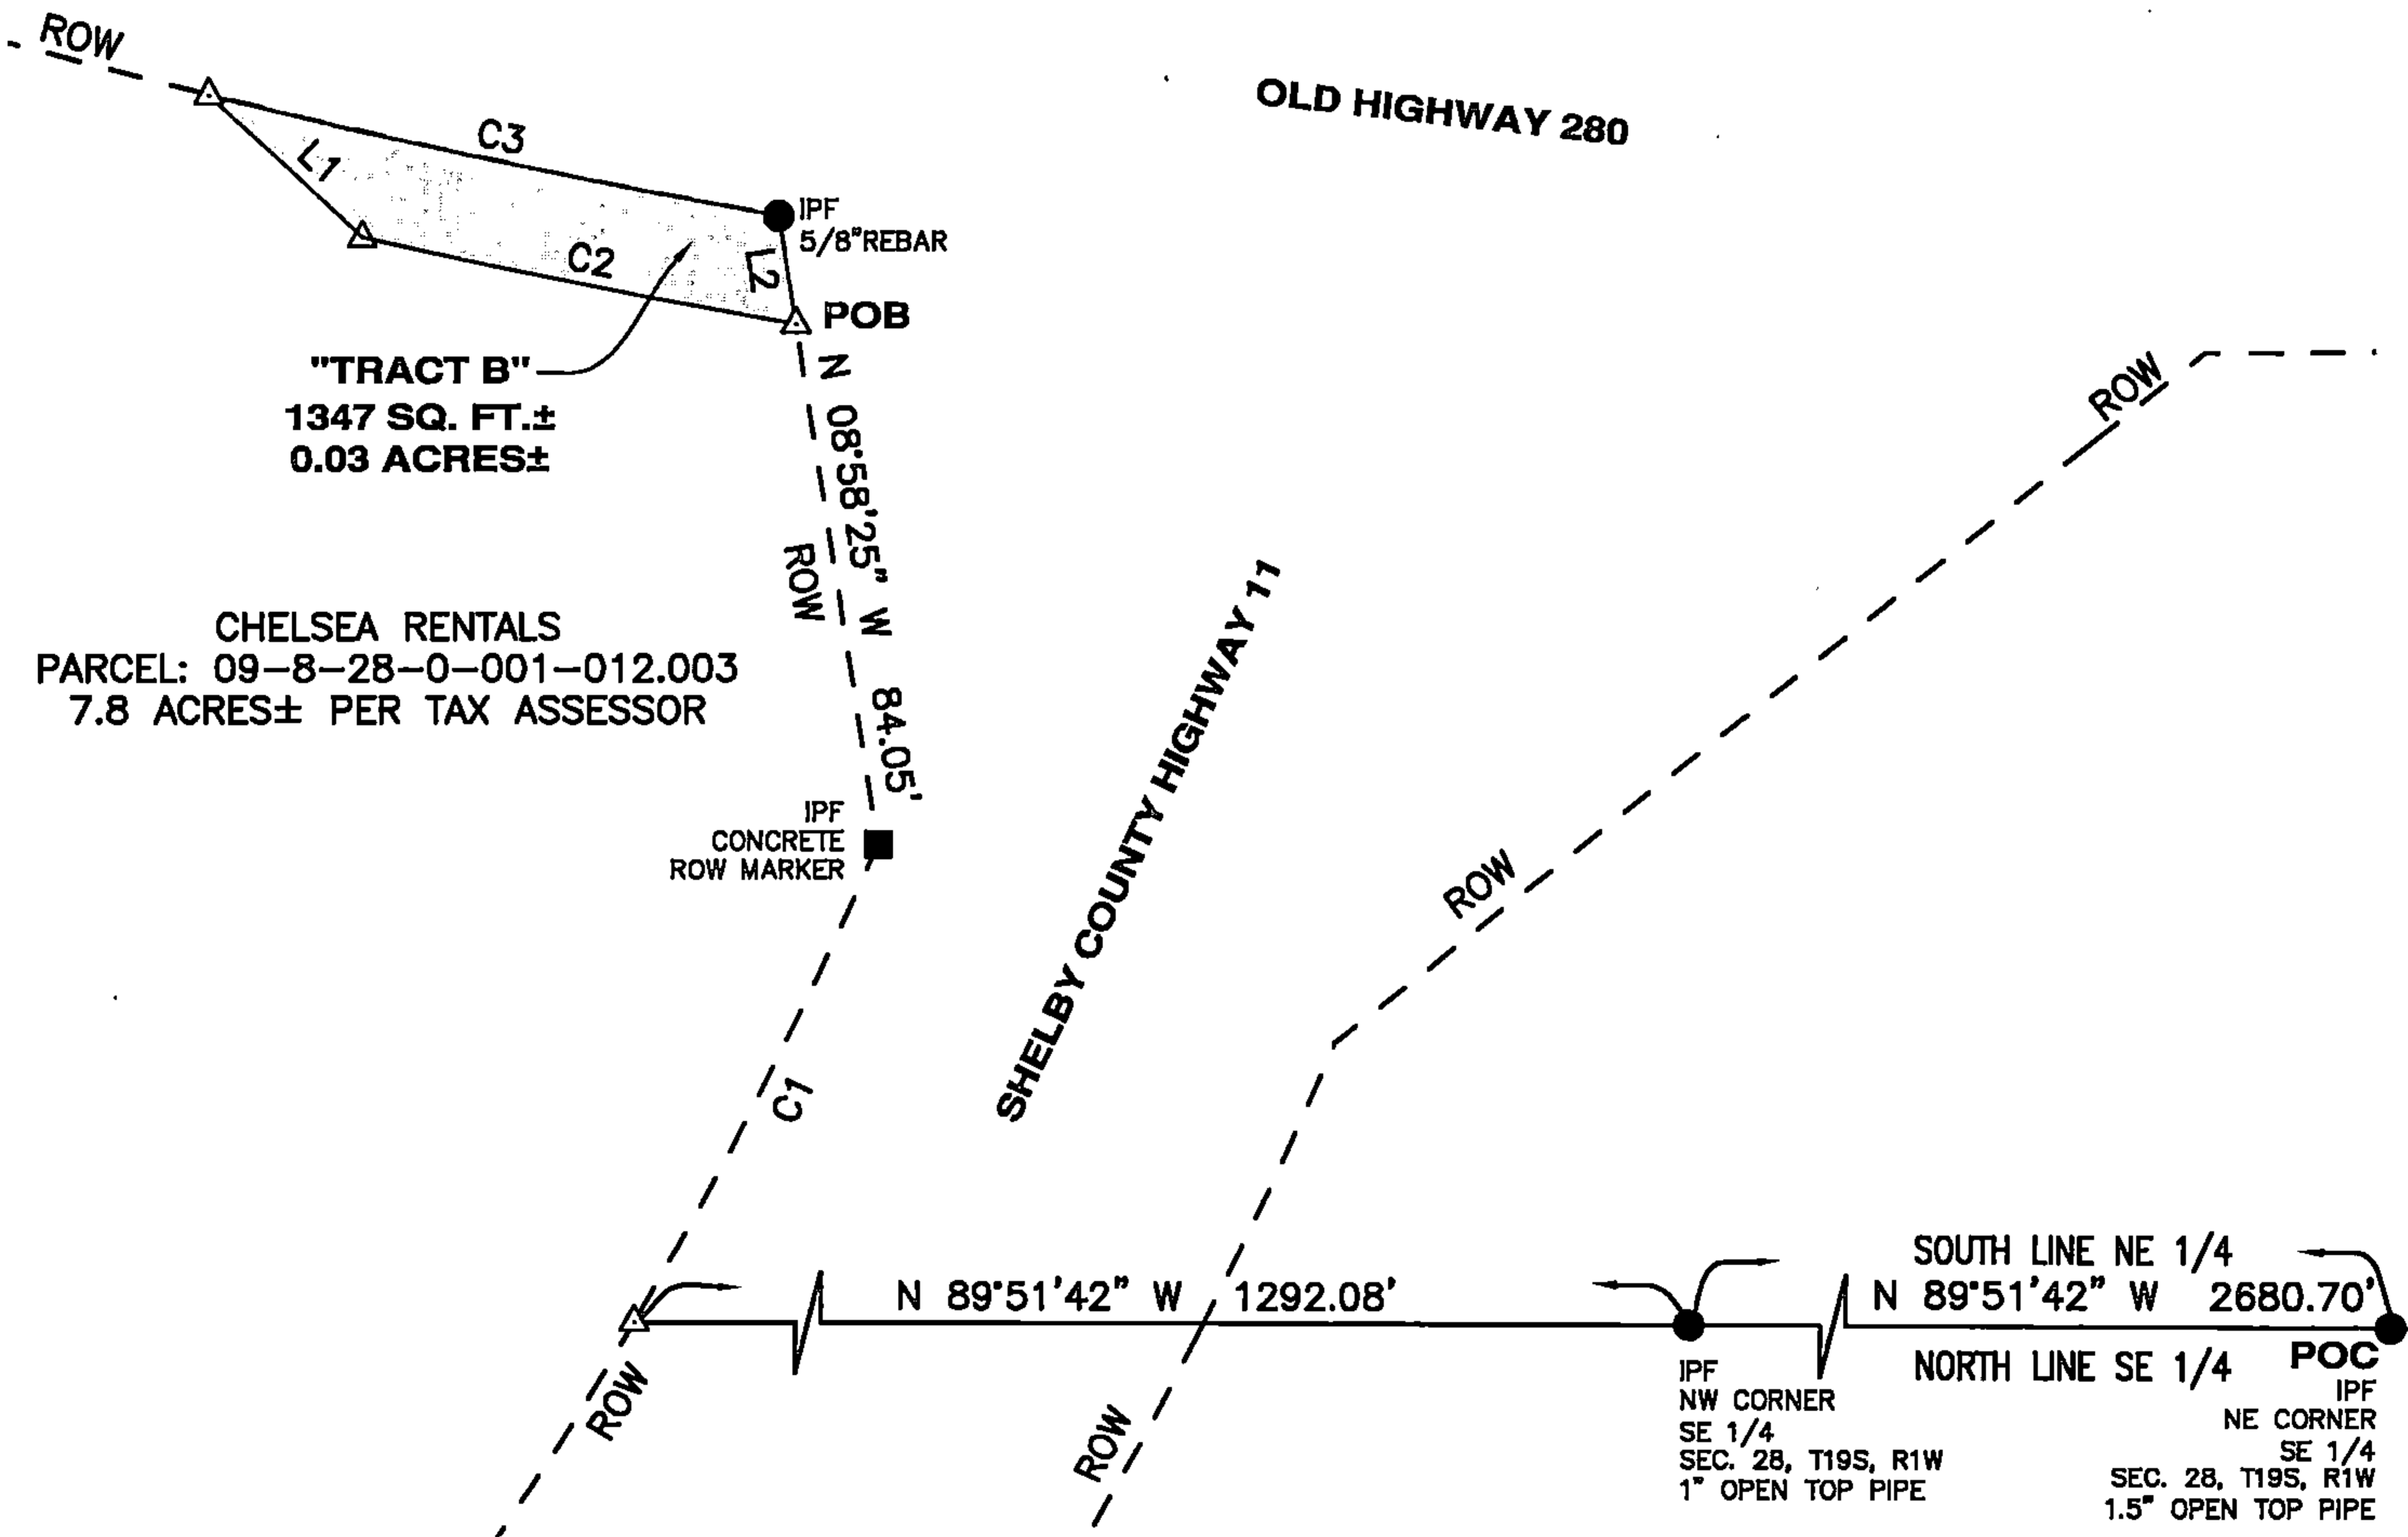 ROW
OLD HIGHWAY 280
C3
L1
IPF
5/8"REBAR
C2
L2
POB
"TRACT B"
1347 SQ. FT.±
0.03 ACRES±
N 08°58'25" W 84.05'
ROW
ROW
CHELSEA RENTALS
PARCEL: 09-8-28-0-001-012.003
7.8 ACRES± PER TAX ASSESSOR
SHELBY COUNTY HIGHWAY 11
IPF
CONCRETE
ROW MARKER
ROW
C1
SOUTH LINE NE 1/4
N 89°51'42" W 1292.08'
N 89°51'42" W 2680.70'
NORTH LINE SE 1/4
POC
ROW
ROW
IPF
NW CORNER
SE 1/4
SEC. 28, T19S, R1W
1" OPEN TOP PIPE
IPF
NE CORNER
SE 1/4
SEC. 28, T19S, R1W
1.5" OPEN TOP PIPE